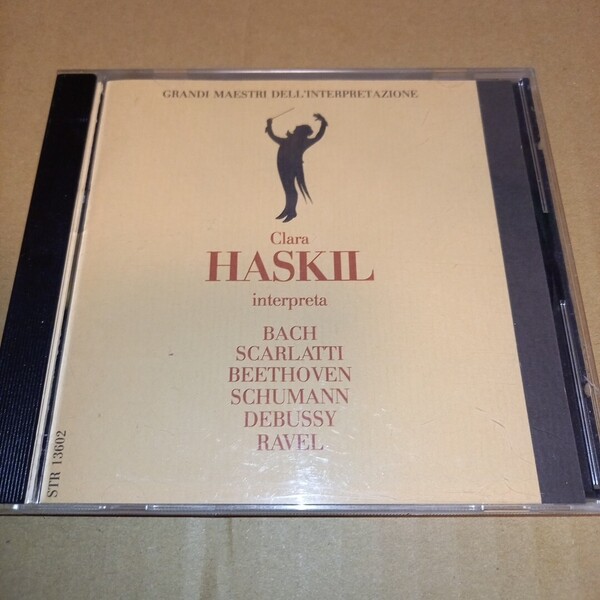 GRANDI MAESTRI DELL'INTERPRETAZIONE
Clara
HASKIL
interpreta
BACH
SCARLATTI
BEETHOVEN
SCHUMANN
DEBUSSY
RAVEL
STR 13602